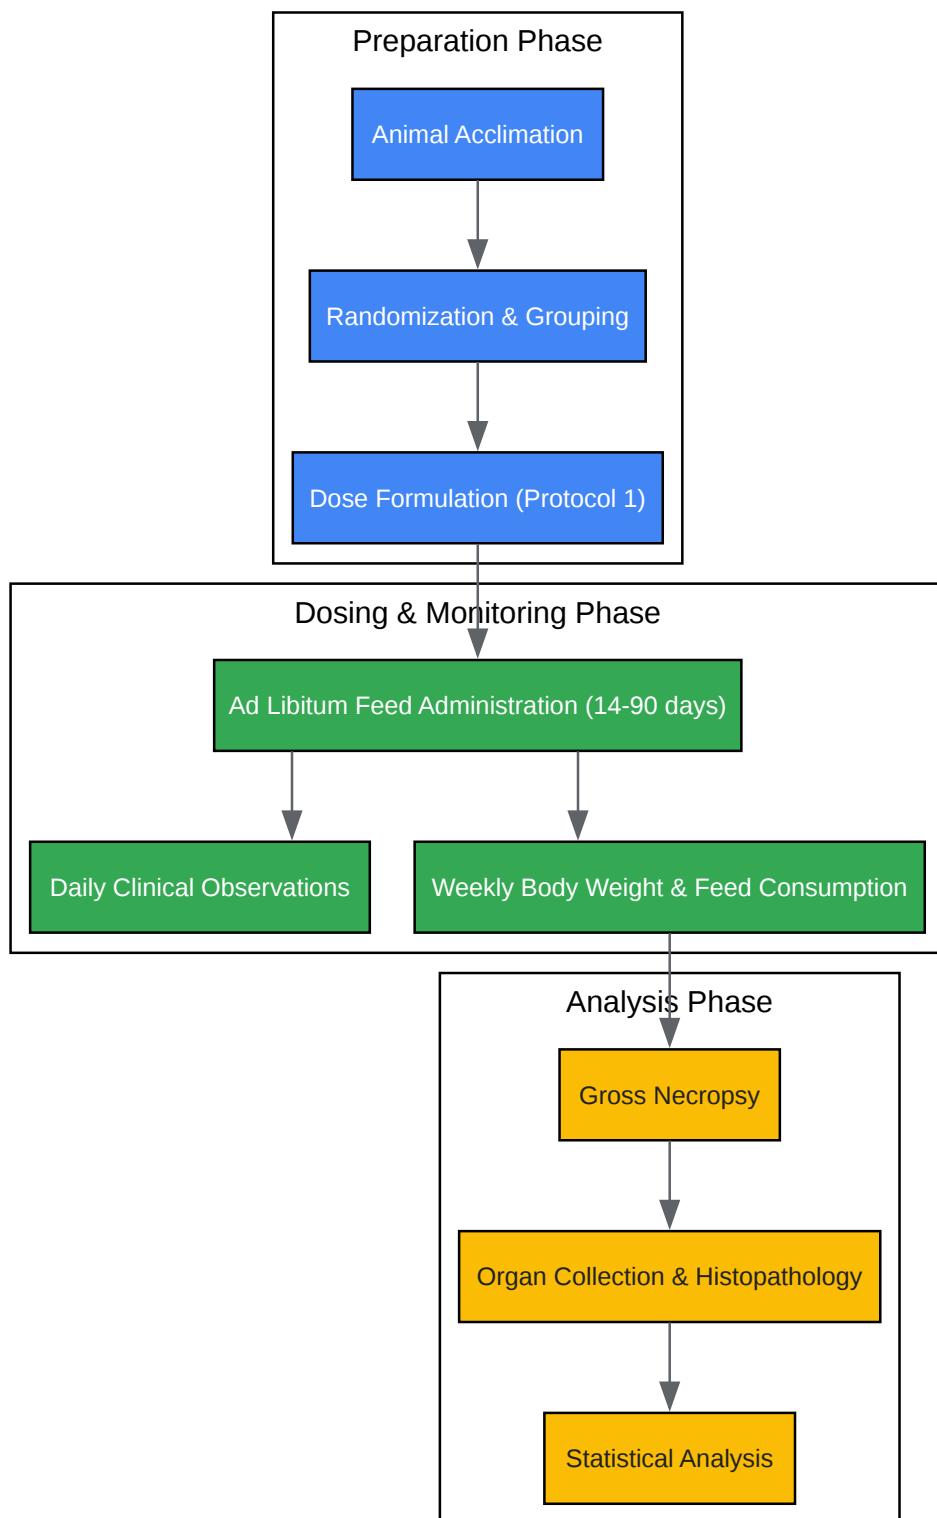 Preparation Phase
Animal Acclimation
Randomization & Grouping
Dose Formulation (Protocol 1)
Dosing & Monitoring Phase
Ad Libitum Feed Administration (14-90 days)
Daily Clinical Observations
Weekly Body Weight & Feed Consumption
Analysis Phase
Gross Necropsy
Organ Collection & Histopathology
Statistical Analysis